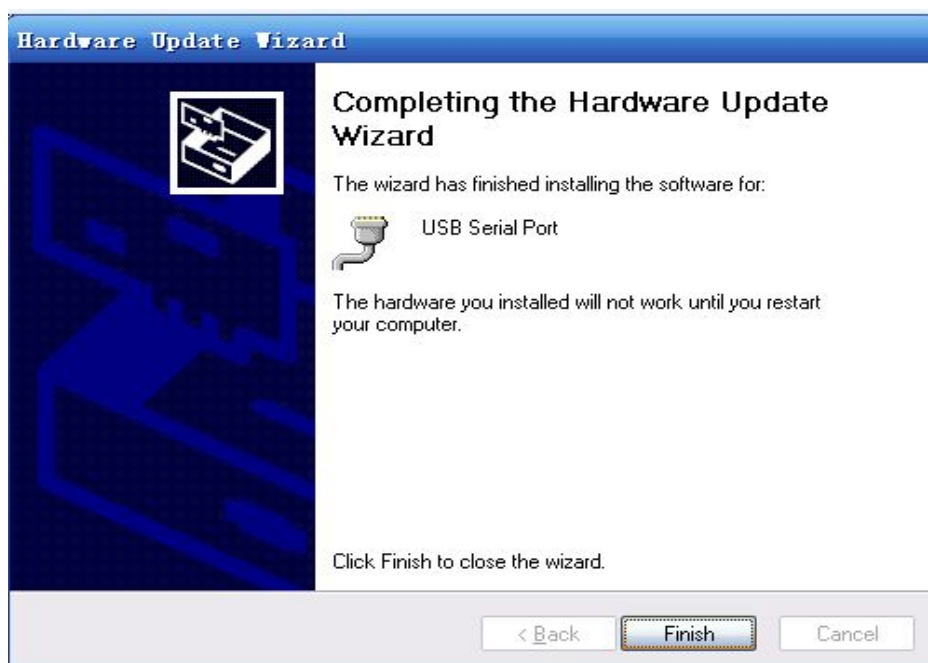 Hardware Update Wizard
Completing the Hardware Update
Wizard
The wizard has finished installing the software for:
USB Serial Port
The hardware you installed will not work until you restart
your computer.
Click Finish to close the wizard.
< Back
Finish
Cancel